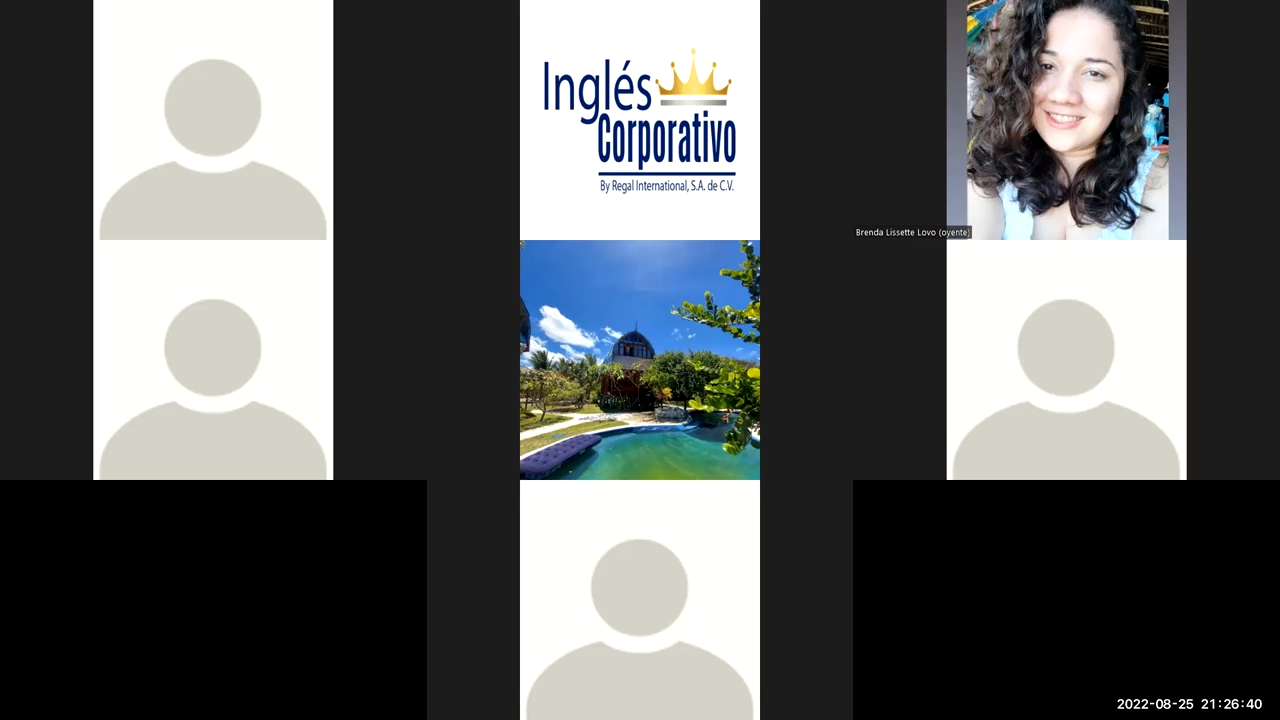 Inglés
Corporativo
By Regal International, S.A. de C.V.
Brenda Lissette Lovo (oyente)
2022-08-25 21:26:40